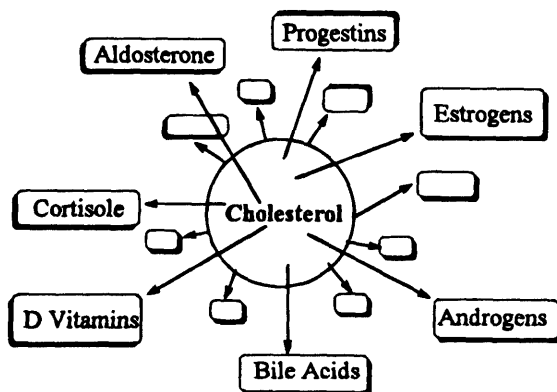 Progestins
Aldosterone
Estrogens
Cortisole
Cholesterol
D Vitamins
Androgens
Bile Acids